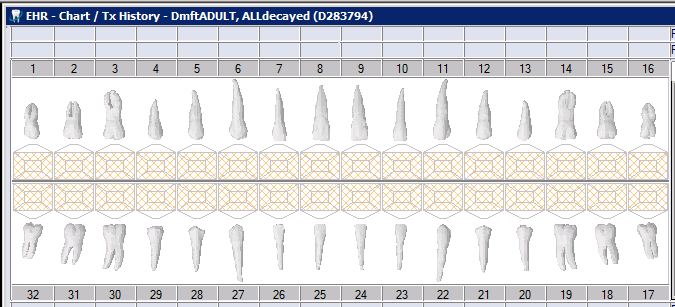 EHR - Chart / Tx History - DmftADULT, ALLdecayed (D283794)
1 2 3 4 5 6 7 8 9 10 11 12 13 14 15 16
32 31 30 29 28 27 26 25 24 23 22 21 20 19 18 17